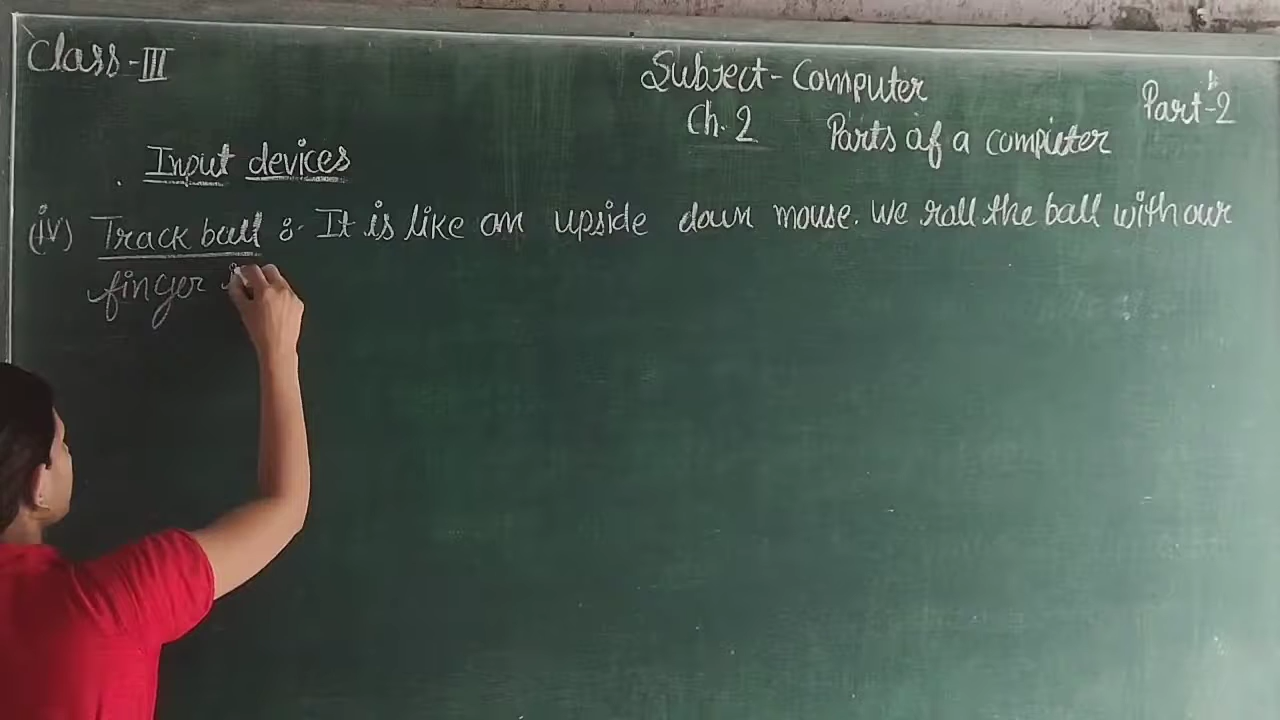 Class-III
Subject-Computer
Part-2
Ch.2 Parts of a computer
Input devices
(iv) Track ball :- It is like an upside down mouse. We roll the ball with our
finger